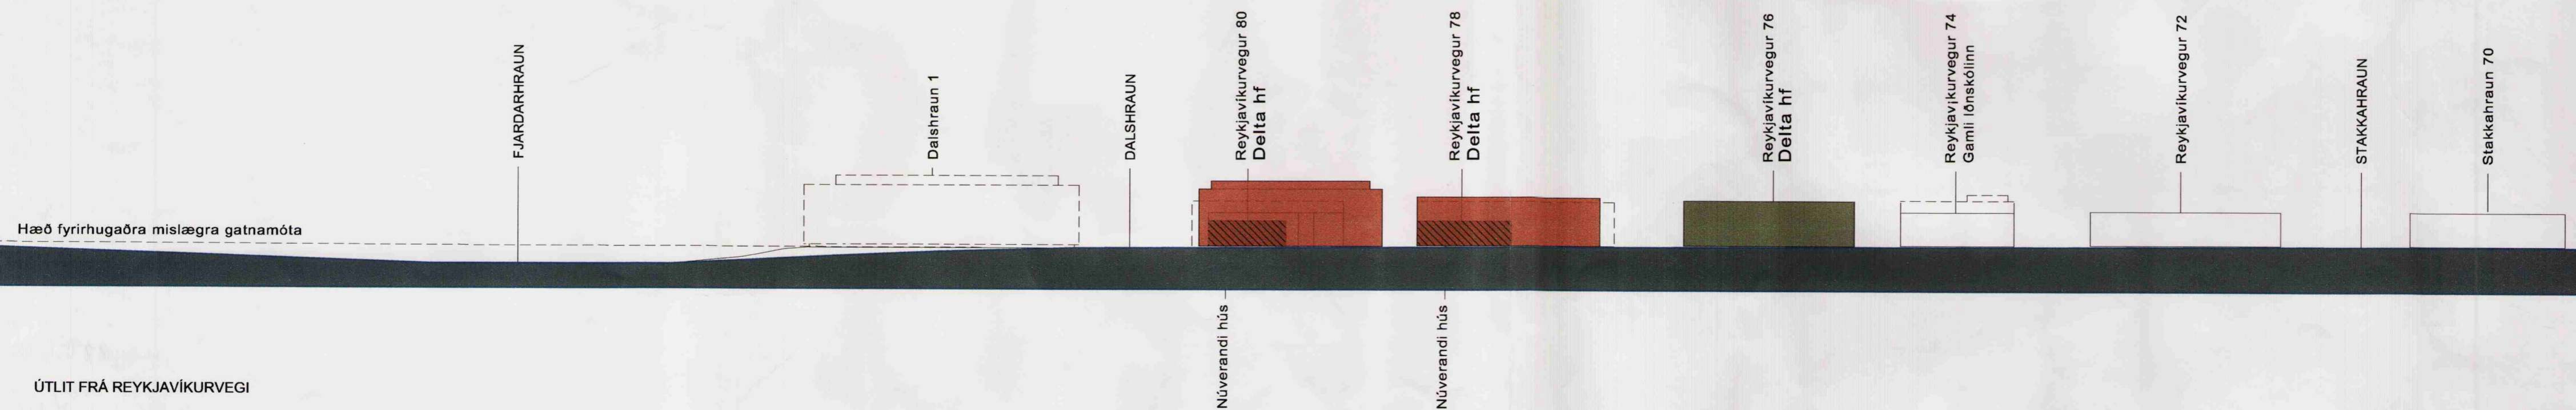 FJARDARHRAUN
Dalshraun 1
DALSHRAUN
Reykjavíkurvegur 80
Delta hf
Reykjavíkurvegur 78
Delta hf
Reykjavíkurvegur 76
Delta hf
Reykjavíkurvegur 74
Gamli Iðnskólinn
Reykjavíkurvegur 72
STAKKAHRAUN
Stakkahraun 70
Hæð fyrirhugaðra mislægra gatnamóta
Núverandi hús
Núverandi hús
ÚTLIT FRÁ REYKJAVÍKURVEGI